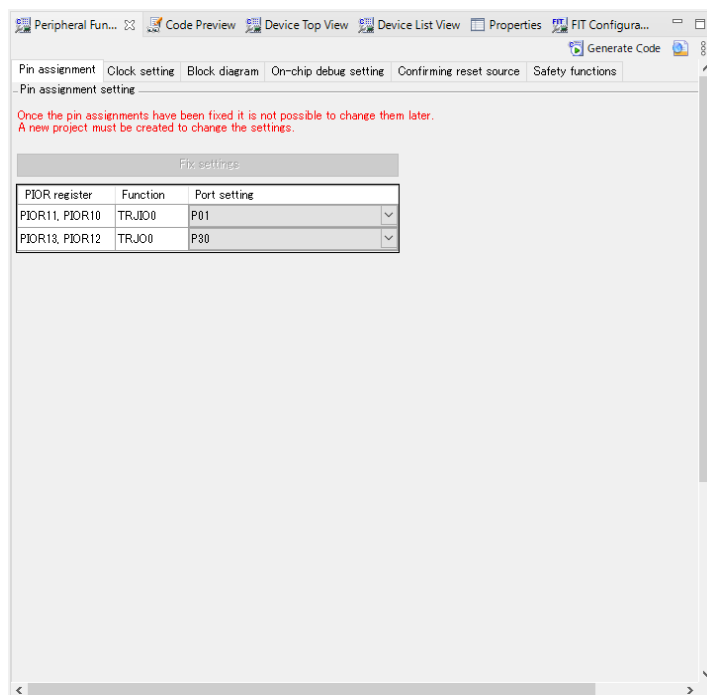 Peripheral Fun... Code Preview Device Top View Device List View Properties FIT Configura...
Generate Code
Pin assignment Clock setting Block diagram On-chip debug setting Confirming reset source Safety functions
Pin assignment setting
Once the pin assignments have been fixed it is not possible to change them later.
A new project must be created to change the settings.
Fix settings
PIOR register Function Port setting
PIOR11, PIOR10 TRJIO0 P01
PIOR13, PIOR12 TRJO0 P30